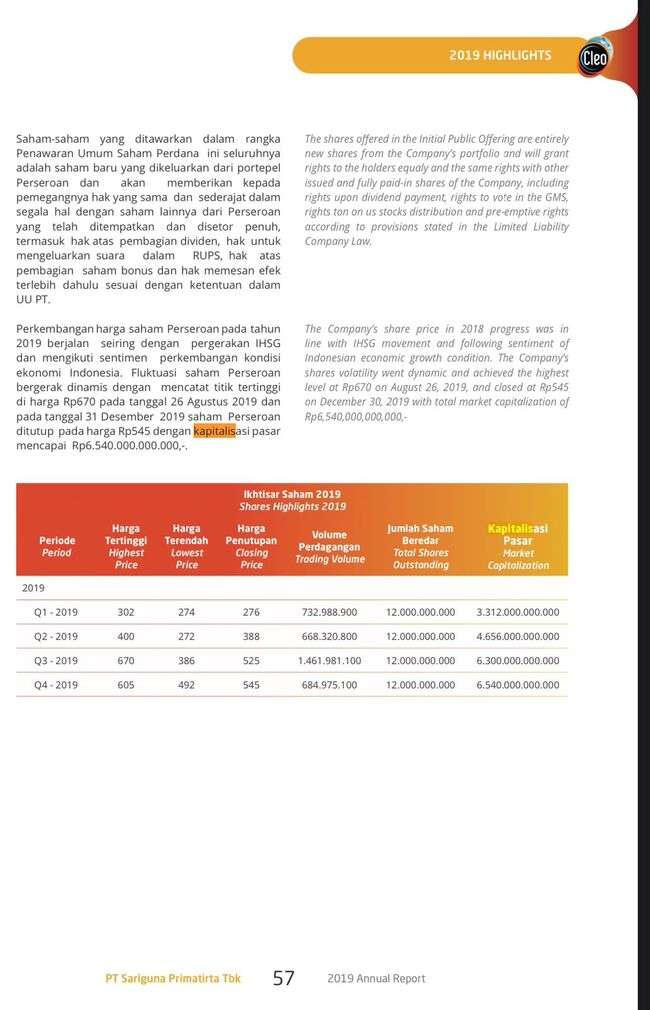 2019 HIGHLIGHTS
Cleo
Saham-saham yang ditawarkan dalam rangka
Penawaran Umum Saham Perdana ini seluruhnya
adalah saham baru yang dikeluarkan dari portepel
Perseroan dan akan memberikan kepada
pemegangnya hak yang sama dan sederajat dalam
segala hal dengan saham lainnya dari Perseroan
yang telah ditempatkan dan disetor penuh,
termasuk hak atas pembagian dividen, hak untuk
mengeluarkan suara dalam RUPS, hak atas
pembagian saham bonus dan hak memesan efek
terlebih dahulu sesuai dengan ketentuan dalam
UU PT.
The shares offered in the Initial Public Offering are entirely
new shares from the Company's portfolio and will grant
rights to the holders equaly and the same rights with other
issued and fully paid-in shares of the Company, including
rights upon dividend payment, rights to vote in the GMS,
rights ton on us stocks distribution and pre-emptive rights
according to provisions stated in the Limited Liability
Company Law.
Perkembangan harga saham Perseroan pada tahun
2019 berjalan seiring dengan pergerakan IHSG
dan mengikuti sentimen perkembangan kondisi
ekonomi Indonesia. Fluktuasi saham Perseroan
bergerak dinamis dengan mencatat titik tertinggi
di harga Rp670 pada tanggal 26 Agustus 2019 dan
pada tanggal 31 Desember 2019 saham Perseroan
ditutup pada harga Rp545 dengan kapitalisasi pasar
mencapai Rp6.540.000.000.000,-.
The Company's share price in 2018 progress was in
line with IHSG movement and following sentiment of
Indonesian economic growth condition. The Company's
shares volatility went dynamic and achieved the highest
level at Rp670 on August 26, 2019, and closed at Rp545
on December 30, 2019 with total market capitalization of
Rp6,540,000,000,000,-
Ikhtisar Saham 2019
Shares Highlights 2019
Periode
Period
Harga
Tertinggi
Highest
Price
Harga
Terendah
Lowest
Price
Harga
Penutupan
Closing
Price
Volume
Perdagangan
Trading Volume
Jumlah Saham
Beredar
Total Shares
Outstanding
Kapitalisasi
Pasar
Market
Capitalization
2019
Q1 - 2019 302 274 276 732.988.900 12.000.000.000 3.312.000.000.000
Q2 - 2019 400 272 388 668.320.800 12.000.000.000 4.656.000.000.000
Q3 - 2019 670 386 525 1.461.981.100 12.000.000.000 6.300.000.000.000
Q4 - 2019 605 492 545 684.975.100 12.000.000.000 6.540.000.000.000
PT Sariguna Primatirta Tbk 57 2019 Annual Report